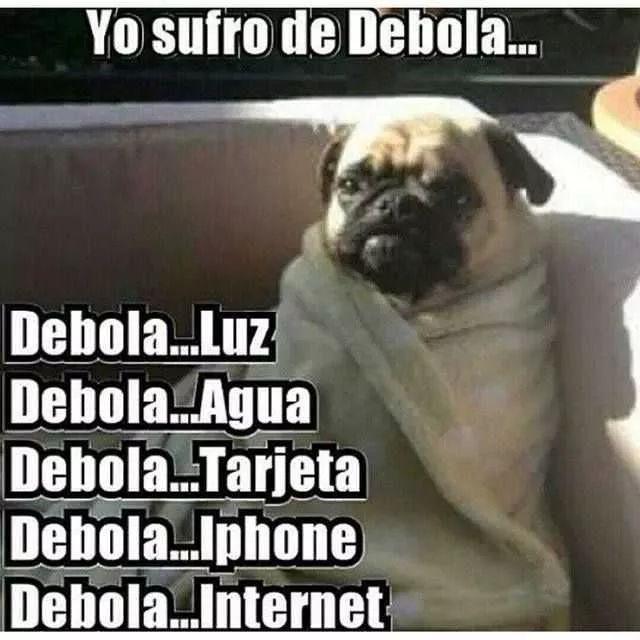 Yo sufro de Debola...
Debola...Luz
Debola...Agua
Debola...Tarjeta
Debola...Iphone
Debola...Internet